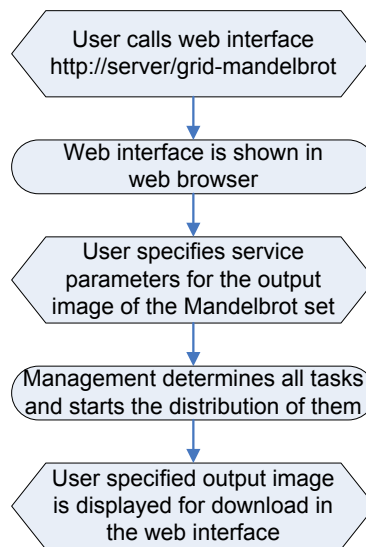 User calls web interface
http://server/grid-mandelbrot
Web interface is shown in
web browser
User specifies service
parameters for the output
image of the Mandelbrot set
Management determines all tasks
and starts the distribution of them
User specified output image
is displayed for download in
the web interface